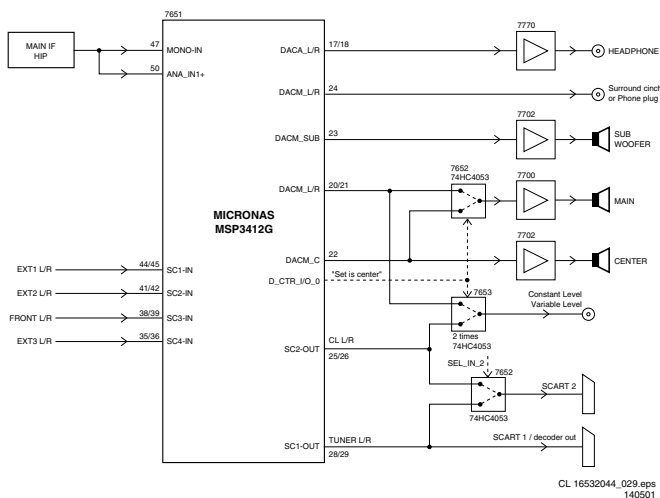 7651
MAIN IF
HIP
47
MONO-IN
50
ANA_IN1+
DACA_L/R
17/18
7770
HEADPHONE
DACM_L/R
24
Surround cinch
or Phone plug
DACM_SUB
23
7702
SUB
WOOFER
7652
74HC4053
DACM_L/R
20/21
7700
MAIN
MICRONAS
MSP3412G
DACM_C
22
7702
CENTER
EXT1 L/R
44/45
SC1-IN
D_CTR_I/O_0
"Set is center"
EXT2 L/R
41/42
SC2-IN
7653
Constant Level
Variable Level
FRONT L/R
38/39
SC3-IN
EXT3 L/R
35/36
SC4-IN
2 times
74HC4053
SC2-OUT
CL L/R
25/26
SEL_IN_2
7652
SCART 2
74HC4053
SC1-OUT
TUNER L/R
28/29
SCART 1 / decoder out
CL 16532044_029.eps
140501